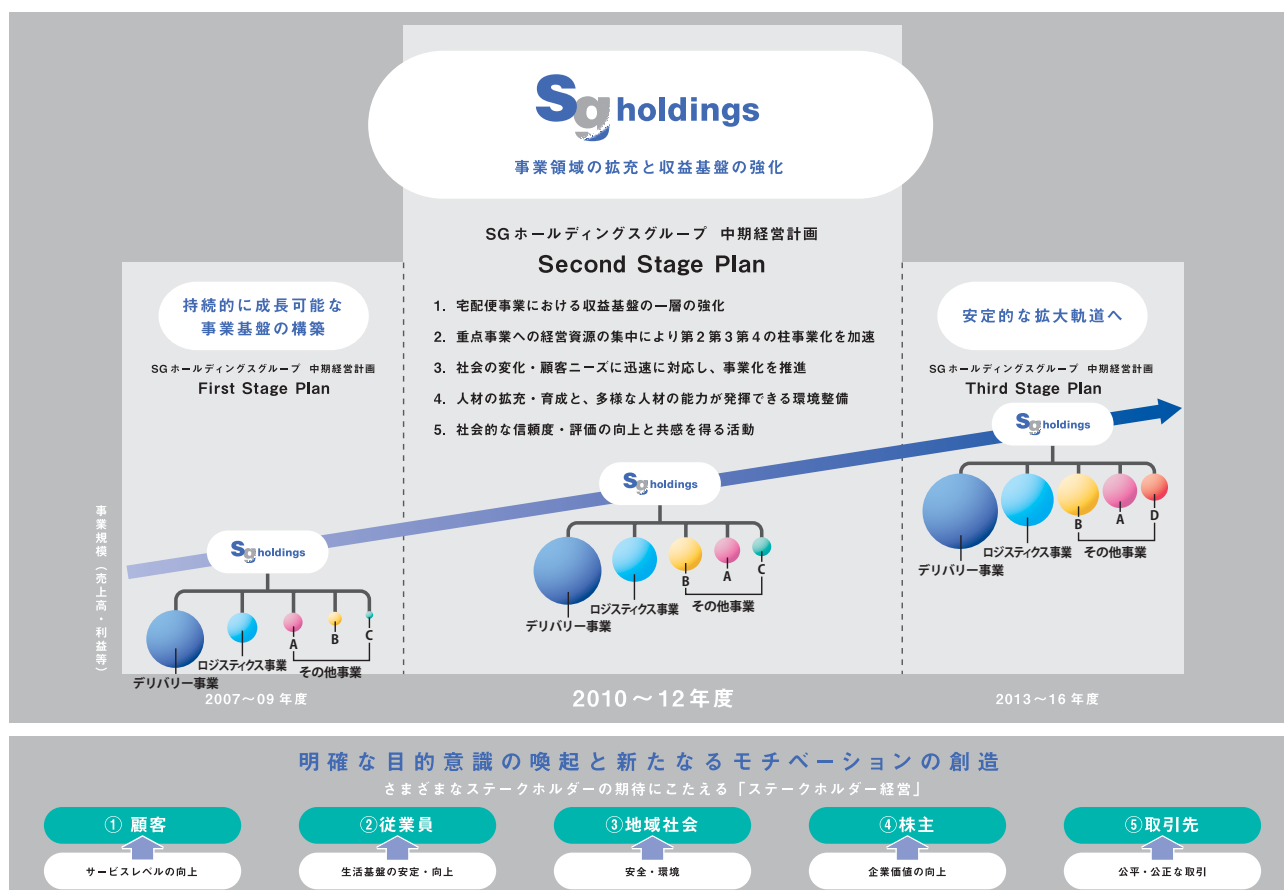 Sg holdings
事業領域の拡充と収益基盤の強化
SGホールディングスグループ 中期経営計画
Second Stage Plan
1. 宅配便事業における収益基盤の一層の強化
2. 重点事業への経営資源の集中により第2第3第4の柱事業化を加速
3. 社会の変化・顧客ニーズに迅速に対応し、事業化を推進
4. 人材の拡充・育成と、多様な人材の能力が発揮できる環境整備
5. 社会的な信頼度・評価の向上と共感を得る活動
持続的に成長可能な
事業基盤の構築
SGホールディングスグループ 中期経営計画
First Stage Plan
安定的な拡大軌道へ
SGホールディングスグループ 中期経営計画
Third Stage Plan
事業規模（売上高・利益等）
Sg holdings
デリバリー事業
ロジスティクス事業
A
B
C
その他事業
2007〜09年度
Sg holdings
デリバリー事業
ロジスティクス事業
B
A
C
その他事業
2010〜12年度
Sg holdings
デリバリー事業
ロジスティクス事業
B
A
D
その他事業
2013〜16年度
明確な目的意識の喚起と新たなるモチベーションの創造
さまざまなステークホルダーの期待にこたえる「ステークホルダー経営」
① 顧客
サービスレベルの向上
②従業員
生活基盤の安定・向上
③地域社会
安全・環境
④株主
企業価値の向上
⑤取引先
公平・公正な取引